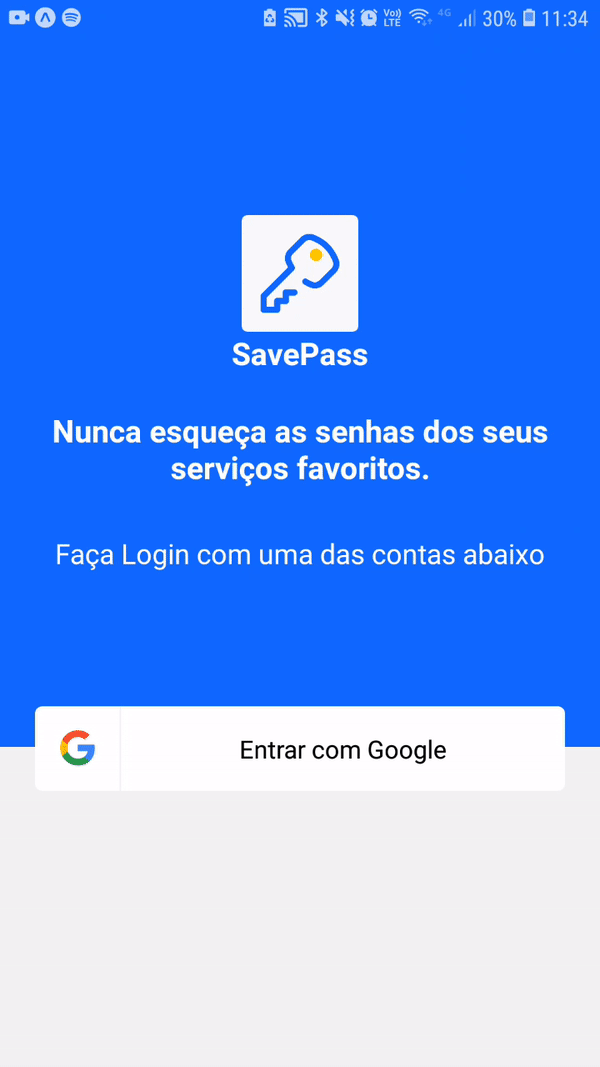 Vo)) LTE 4G 30% 11:34
SavePass
Nunca esqueça as senhas dos seus
serviços favoritos.
Faça Login com uma das contas abaixo
Entrar com Google